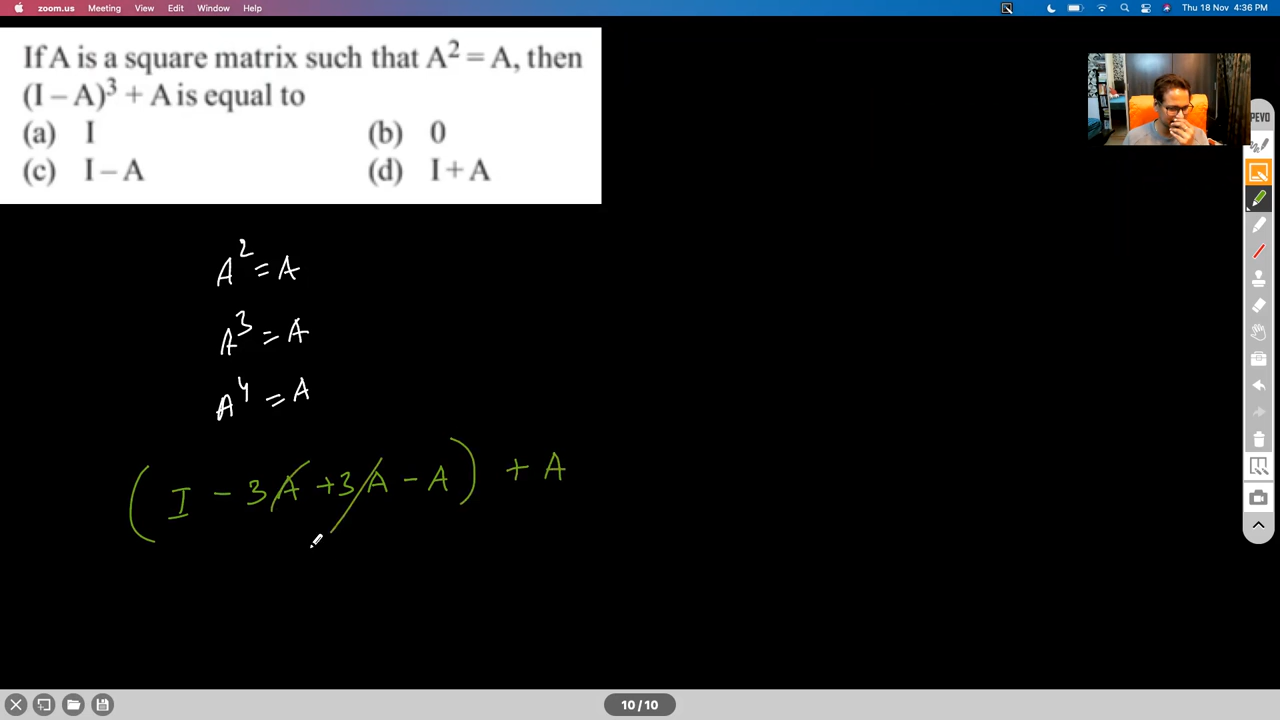 zoom.us Meeting View Edit Window Help Thu 18 Nov 4:36 PM
If A is a square matrix such that A² = A, then
(I – A)³ + A is equal to
(a) I (b) 0
(c) I – A (d) I + A
A² = A
A³ = A
A⁴ = A
(I - 3A + 3A - A) + A
10 / 10